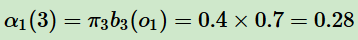 α₁(3) = π₃b₃(o₁) = 0.4 × 0.7 = 0.28